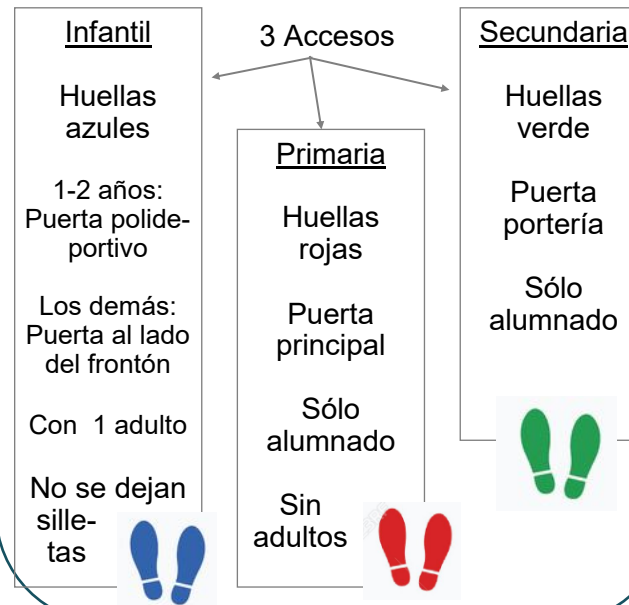 3 Accesos
Infantil
Huellas
azules
1-2 años:
Puerta polide-
portivo
Los demás:
Puerta al lado
del frontón
Con 1 adulto
No se dejan
sille-
tas
Primaria
Huellas
rojas
Puerta
principal
Sólo
alumnado
Sin
adultos
Secundaria
Huellas
verde
Puerta
portería
Sólo
alumnado